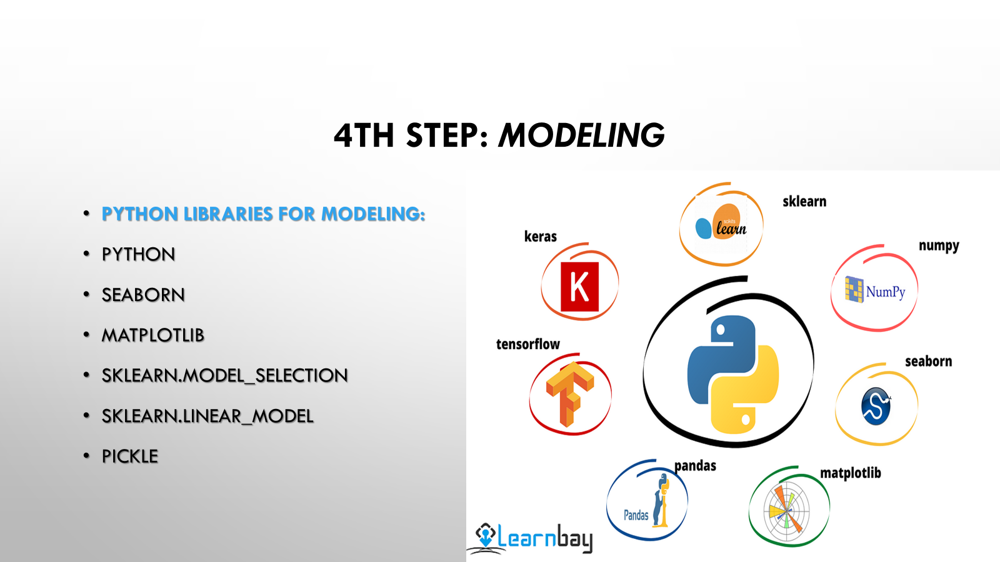 4TH STEP: MODELING
• PYTHON LIBRARIES FOR MODELING:
• PYTHON
• SEABORN
• MATPLOTLIB
• SKLEARN.MODEL_SELECTION
• SKLEARN.LINEAR_MODEL
• PICKLE
sklearn
scikits
learn
keras
K
numpy
NumPy
tensorflow
seaborn
pandas
Pandas
matplotlib
Learnbay